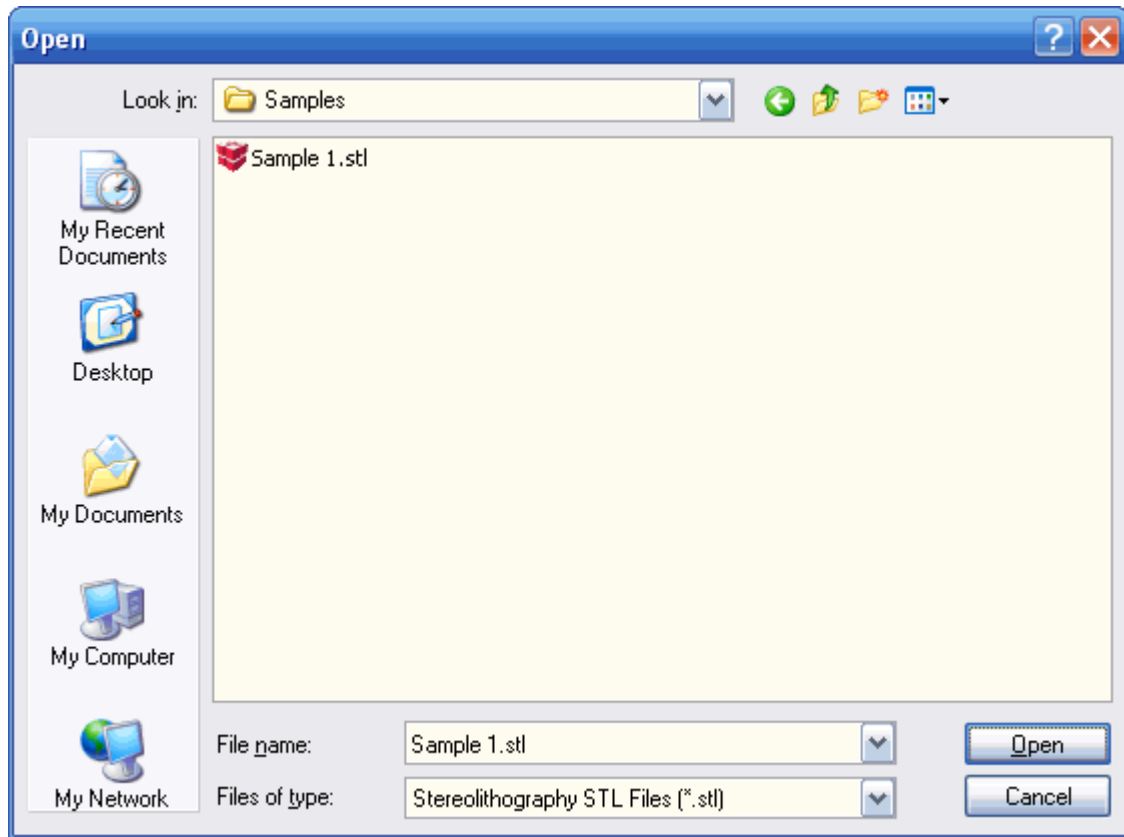 Open
Look in:
Samples
Sample 1.stl
My Recent
Documents
Desktop
My Documents
My Computer
My Network
File name:
Sample 1.stl
Open
Files of type:
Stereolithography STL Files (*.stl)
Cancel